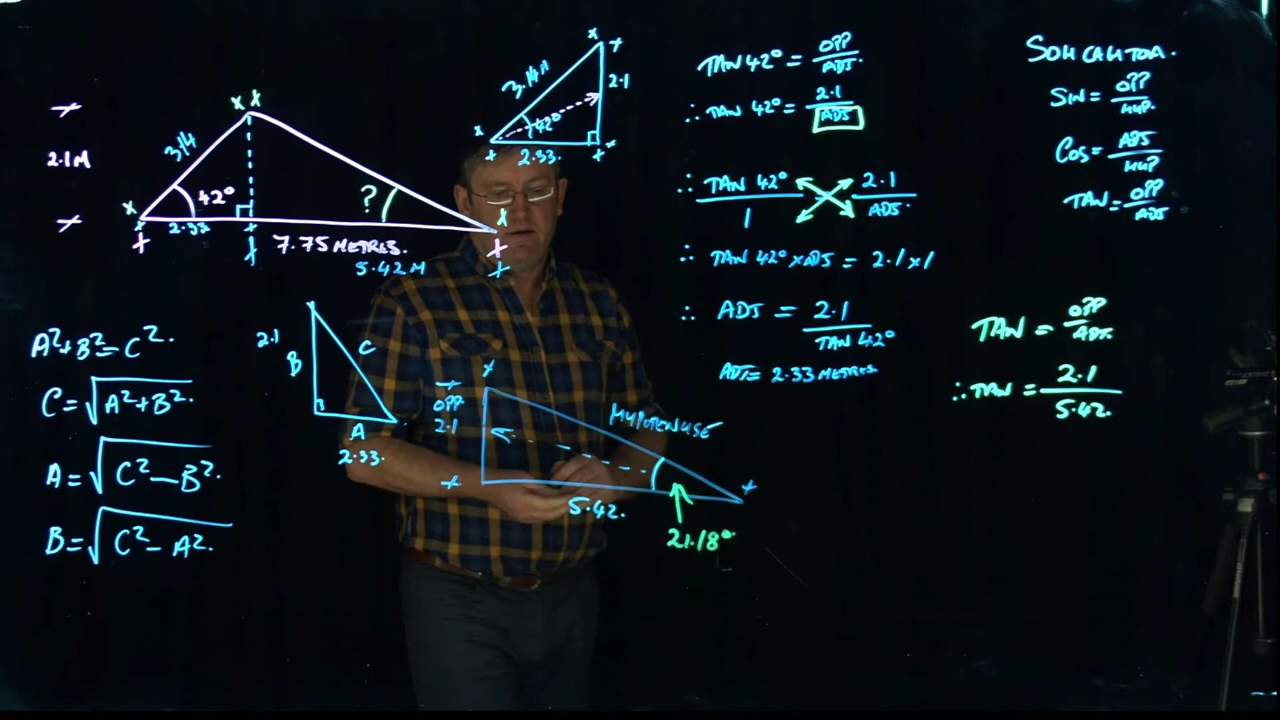 2.1M
x x
3.14
42°
x
2.33
?
7.75 METRES.
5.42M
x
A²+B²=C².
C=√A²+B².
A=√C²-B².
B=√C²-A².
2.1
B
C
A
2.33.
3.14M
2.1
42°
2.33.
OPP.
2.1
HYPOTENUSE
5.42.
21.18°
TAN 42° = OPP/ADJ.
∴ TAN 42° = 2.1/ADJ
∴ TAN 42°/1 2.1/ADJ.
∴ TAN 42° x ADJ = 2.1 x 1
∴ ADJ = 2.1/TAN 42°
ADJ = 2.33 METRES
SOH CAH TOA.
SIN = OPP/HYP.
COS = ADJ/HYP
TAN = OPP/ADJ
TAN = OPP/ADJ.
∴ TAN = 2.1/5.42.